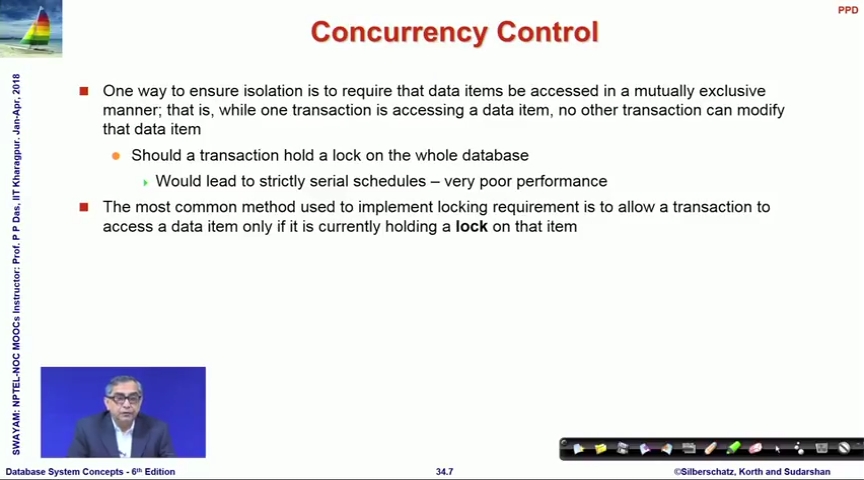 PPD
Concurrency Control
One way to ensure isolation is to require that data items be accessed in a mutually exclusive
manner; that is, while one transaction is accessing a data item, no other transaction can modify
that data item
Should a transaction hold a lock on the whole database
Would lead to strictly serial schedules – very poor performance
The most common method used to implement locking requirement is to allow a transaction to
access a data item only if it is currently holding a lock on that item
SWAYAM: NPTEL-NOC MOOCs Instructor: Prof. P P Das, IIT Kharagpur. Jan-Apr, 2018
Database System Concepts - 6th Edition
34.7
©Silberschatz, Korth and Sudarshan